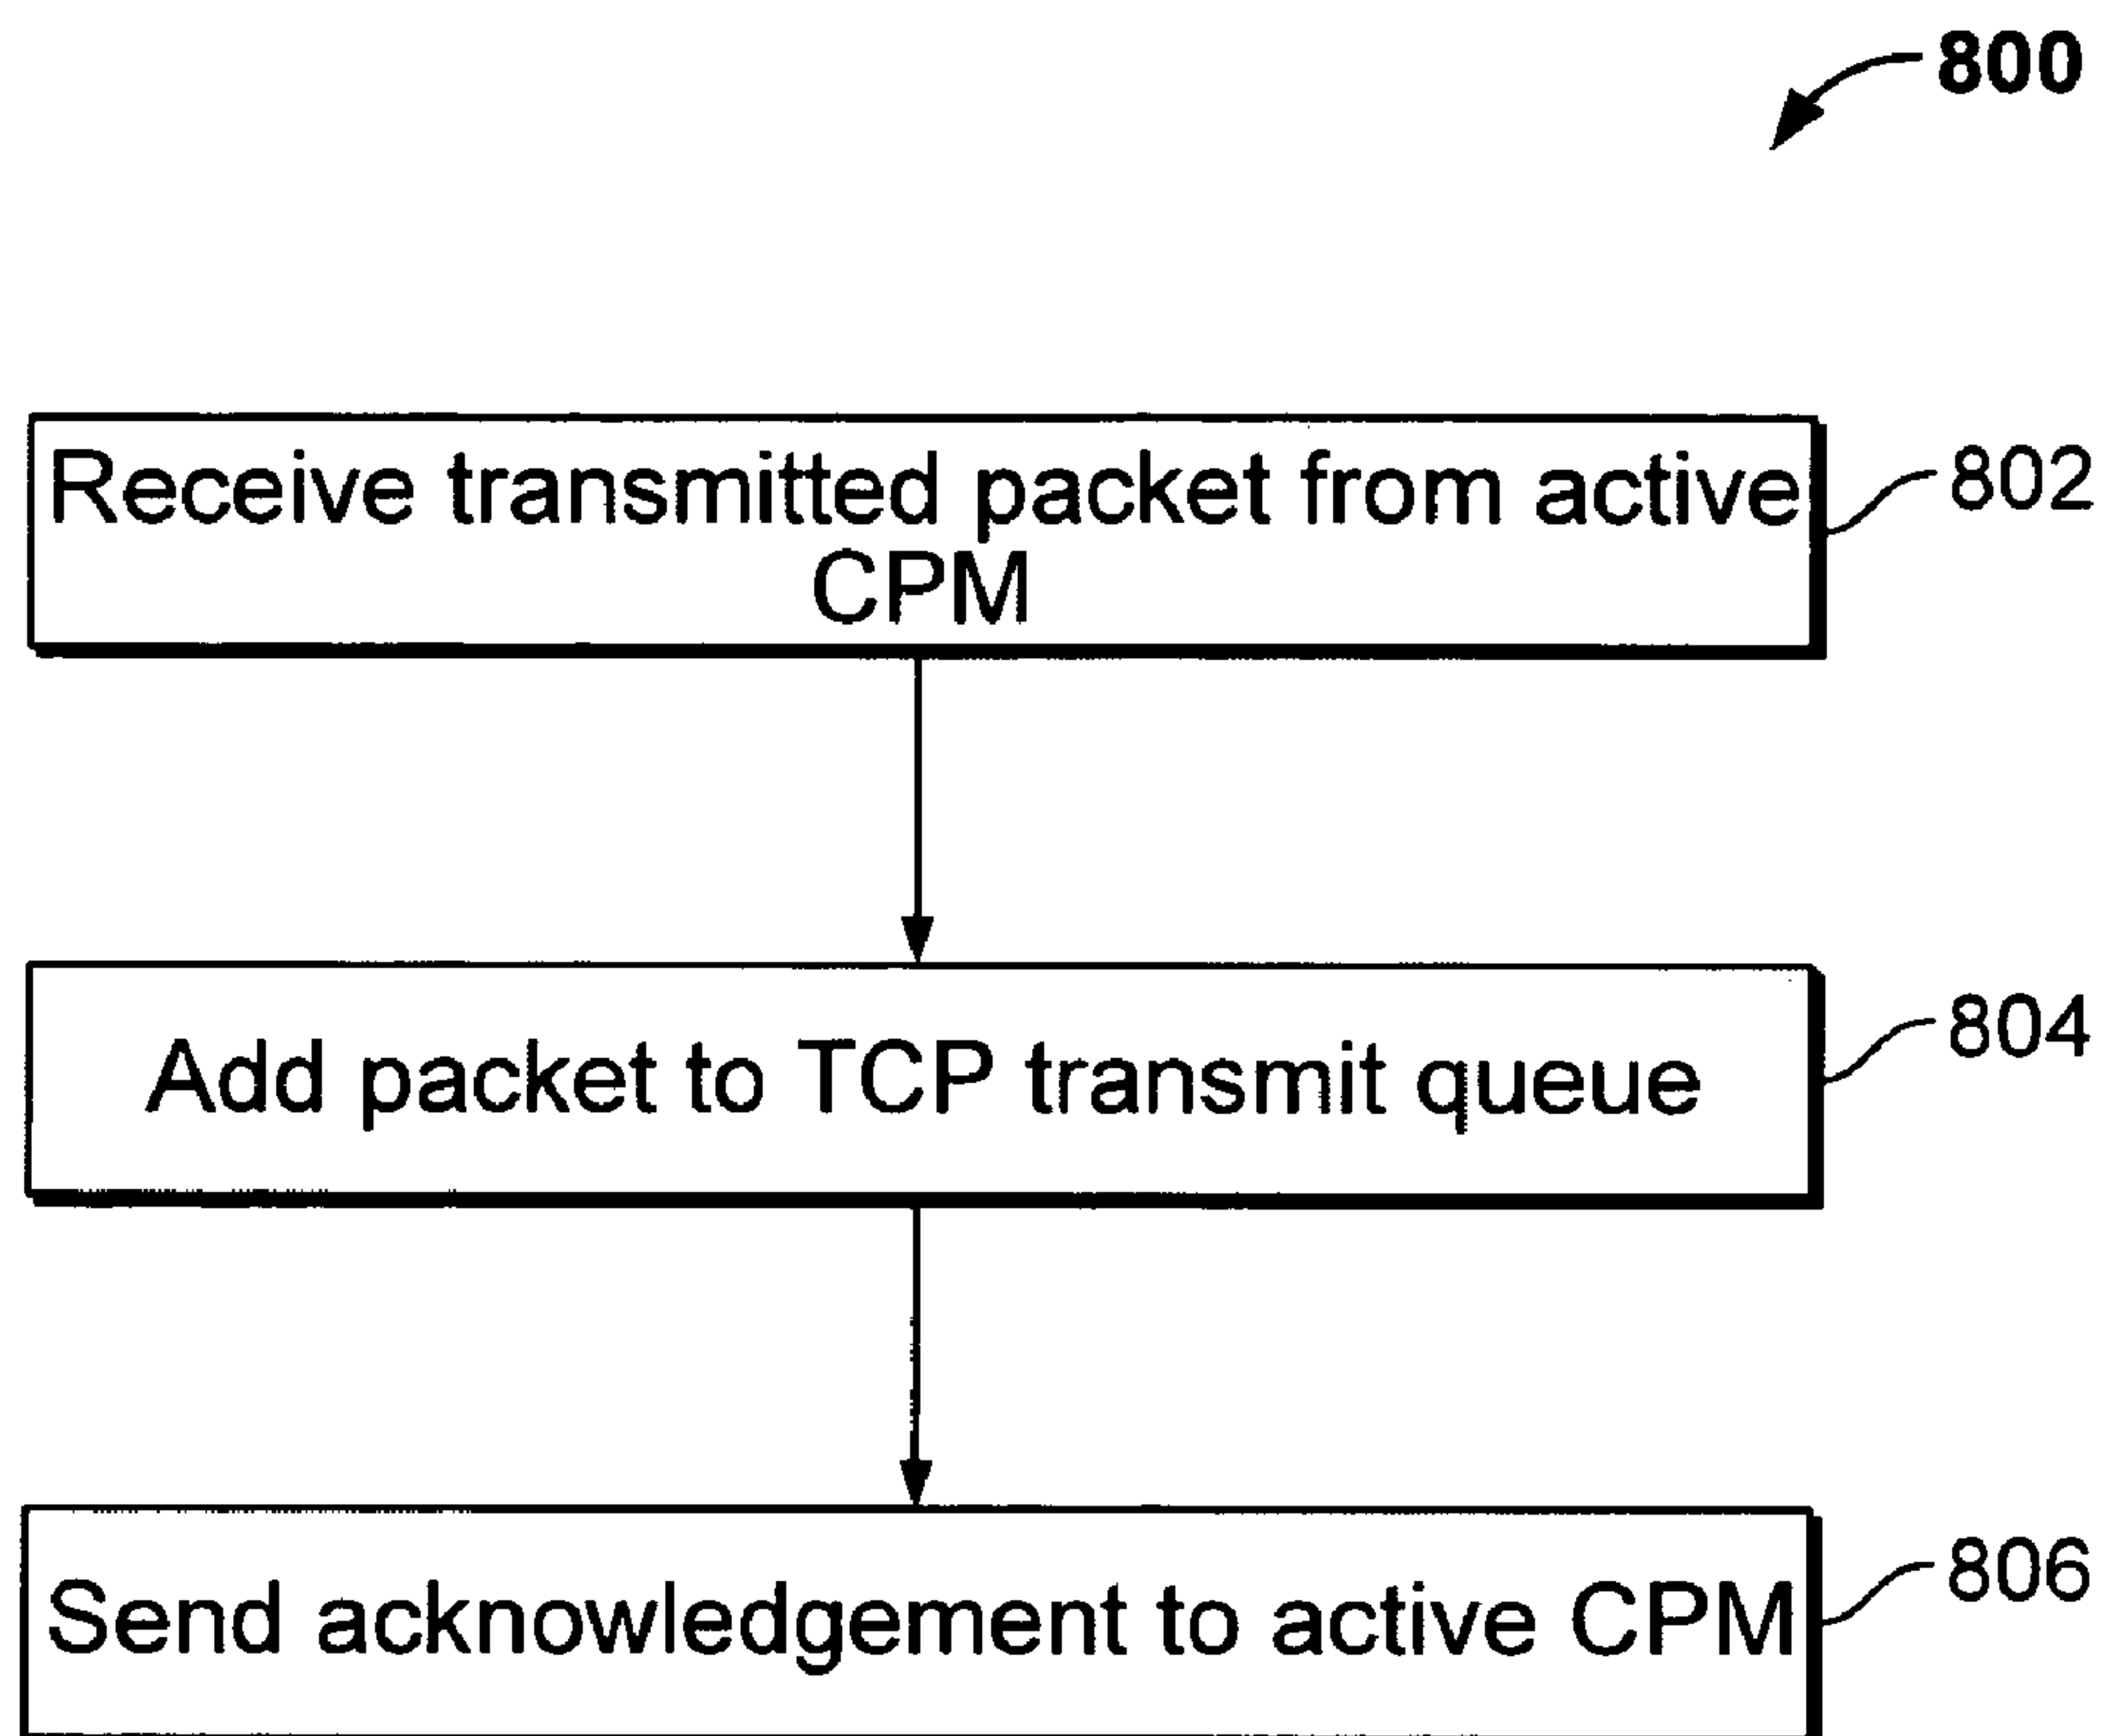 800
Receive transmitted packet from active
CPM
802
Add packet to TCP transmit queue
804
Send acknowledgement to active CPM
806